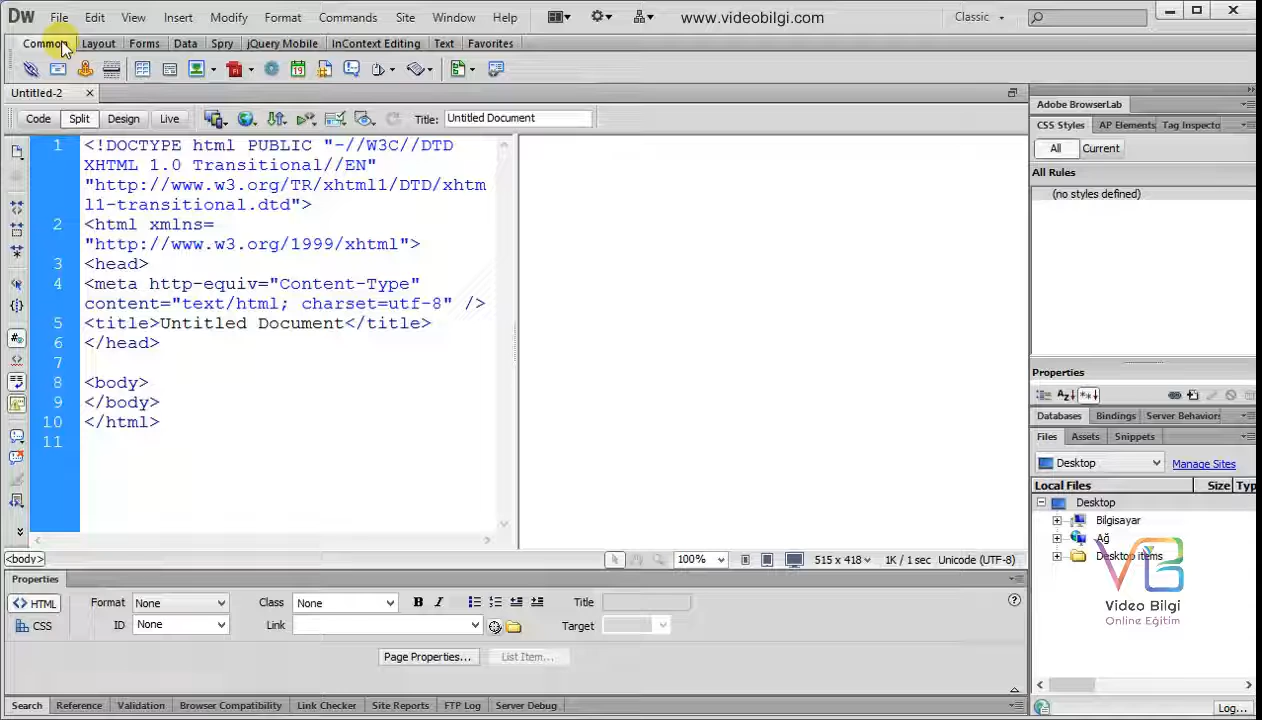 Dw File Edit View Insert Modify Format Commands Site Window Help www.videobilgi.com Classic
Common Layout Forms Data Spry jQuery Mobile InContext Editing Text Favorites
Untitled-2
Code Split Design Live Title: Untitled Document
1 <!DOCTYPE html PUBLIC "-//W3C//DTD
XHTML 1.0 Transitional//EN"
"http://www.w3.org/TR/xhtml1/DTD/xhtm
l1-transitional.dtd">
2 <html xmlns=
"http://www.w3.org/1999/xhtml">
3 <head>
4 <meta http-equiv="Content-Type"
content="text/html; charset=utf-8" />
5 <title>Untitled Document</title>
6 </head>
7
8 <body>
9 </body>
10 </html>
11
<body> 100% 515 x 418 1K / 1 sec Unicode (UTF-8)
Adobe BrowserLab
CSS Styles AP Elements Tag Inspecto
All Current
All Rules
(no styles defined)
Properties
Databases Bindings Server Behaviors
Files Assets Snippets
Desktop Manage Sites
Local Files Size Typ
Desktop
Bilgisayar
Ağ
Desktop items
VB
Video Bilgi
Online Eğitim
Log...
Properties
HTML Format None Class None B I Title
CSS ID None Link Target
Page Properties... List Item...
Search Reference Validation Browser Compatibility Link Checker Site Reports FTP Log Server Debug